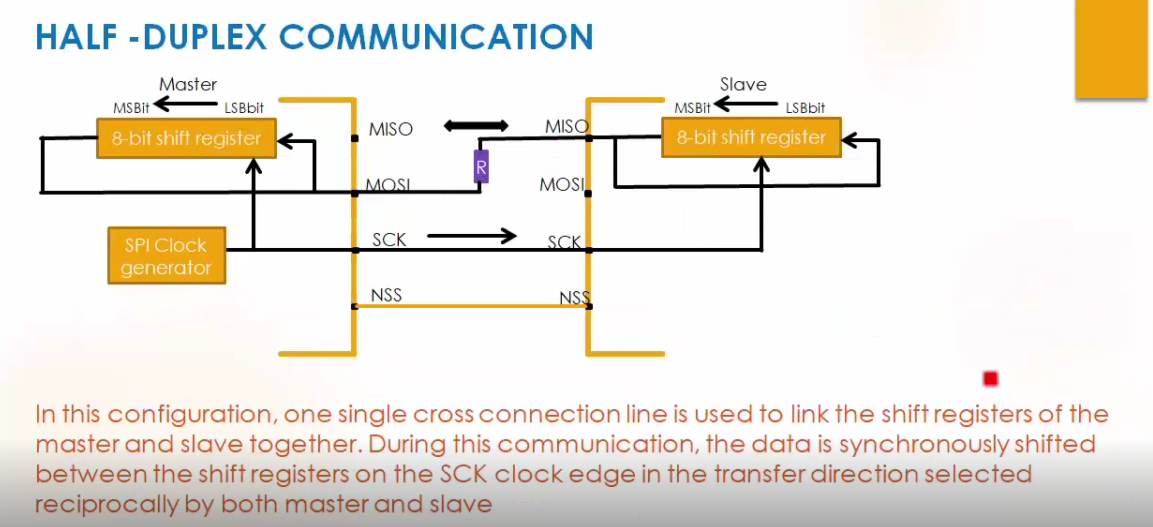 HALF -DUPLEX COMMUNICATION
Master
MSBit
LSBbit
8-bit shift register
Slave
MSBit
LSBbit
8-bit shift register
MISO
MISO
R
MOSI
MOSI
SPI Clock
generator
SCK
SCK
NSS
NSS
In this configuration, one single cross connection line is used to link the shift registers of the
master and slave together. During this communication, the data is synchronously shifted
between the shift registers on the SCK clock edge in the transfer direction selected
reciprocally by both master and slave